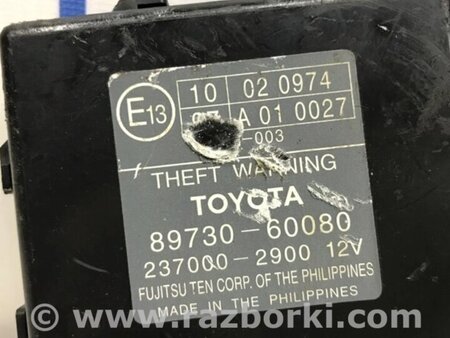 E13
10 02 0974
97 A 01 0027
-003
THEFT WARNING
TOYOTA
89730-60080
237000-2900 12V
FUJITSU TEN CORP. OF THE PHILIPPINES
MADE IN THE PHILIPPINES
© www.razborki.com